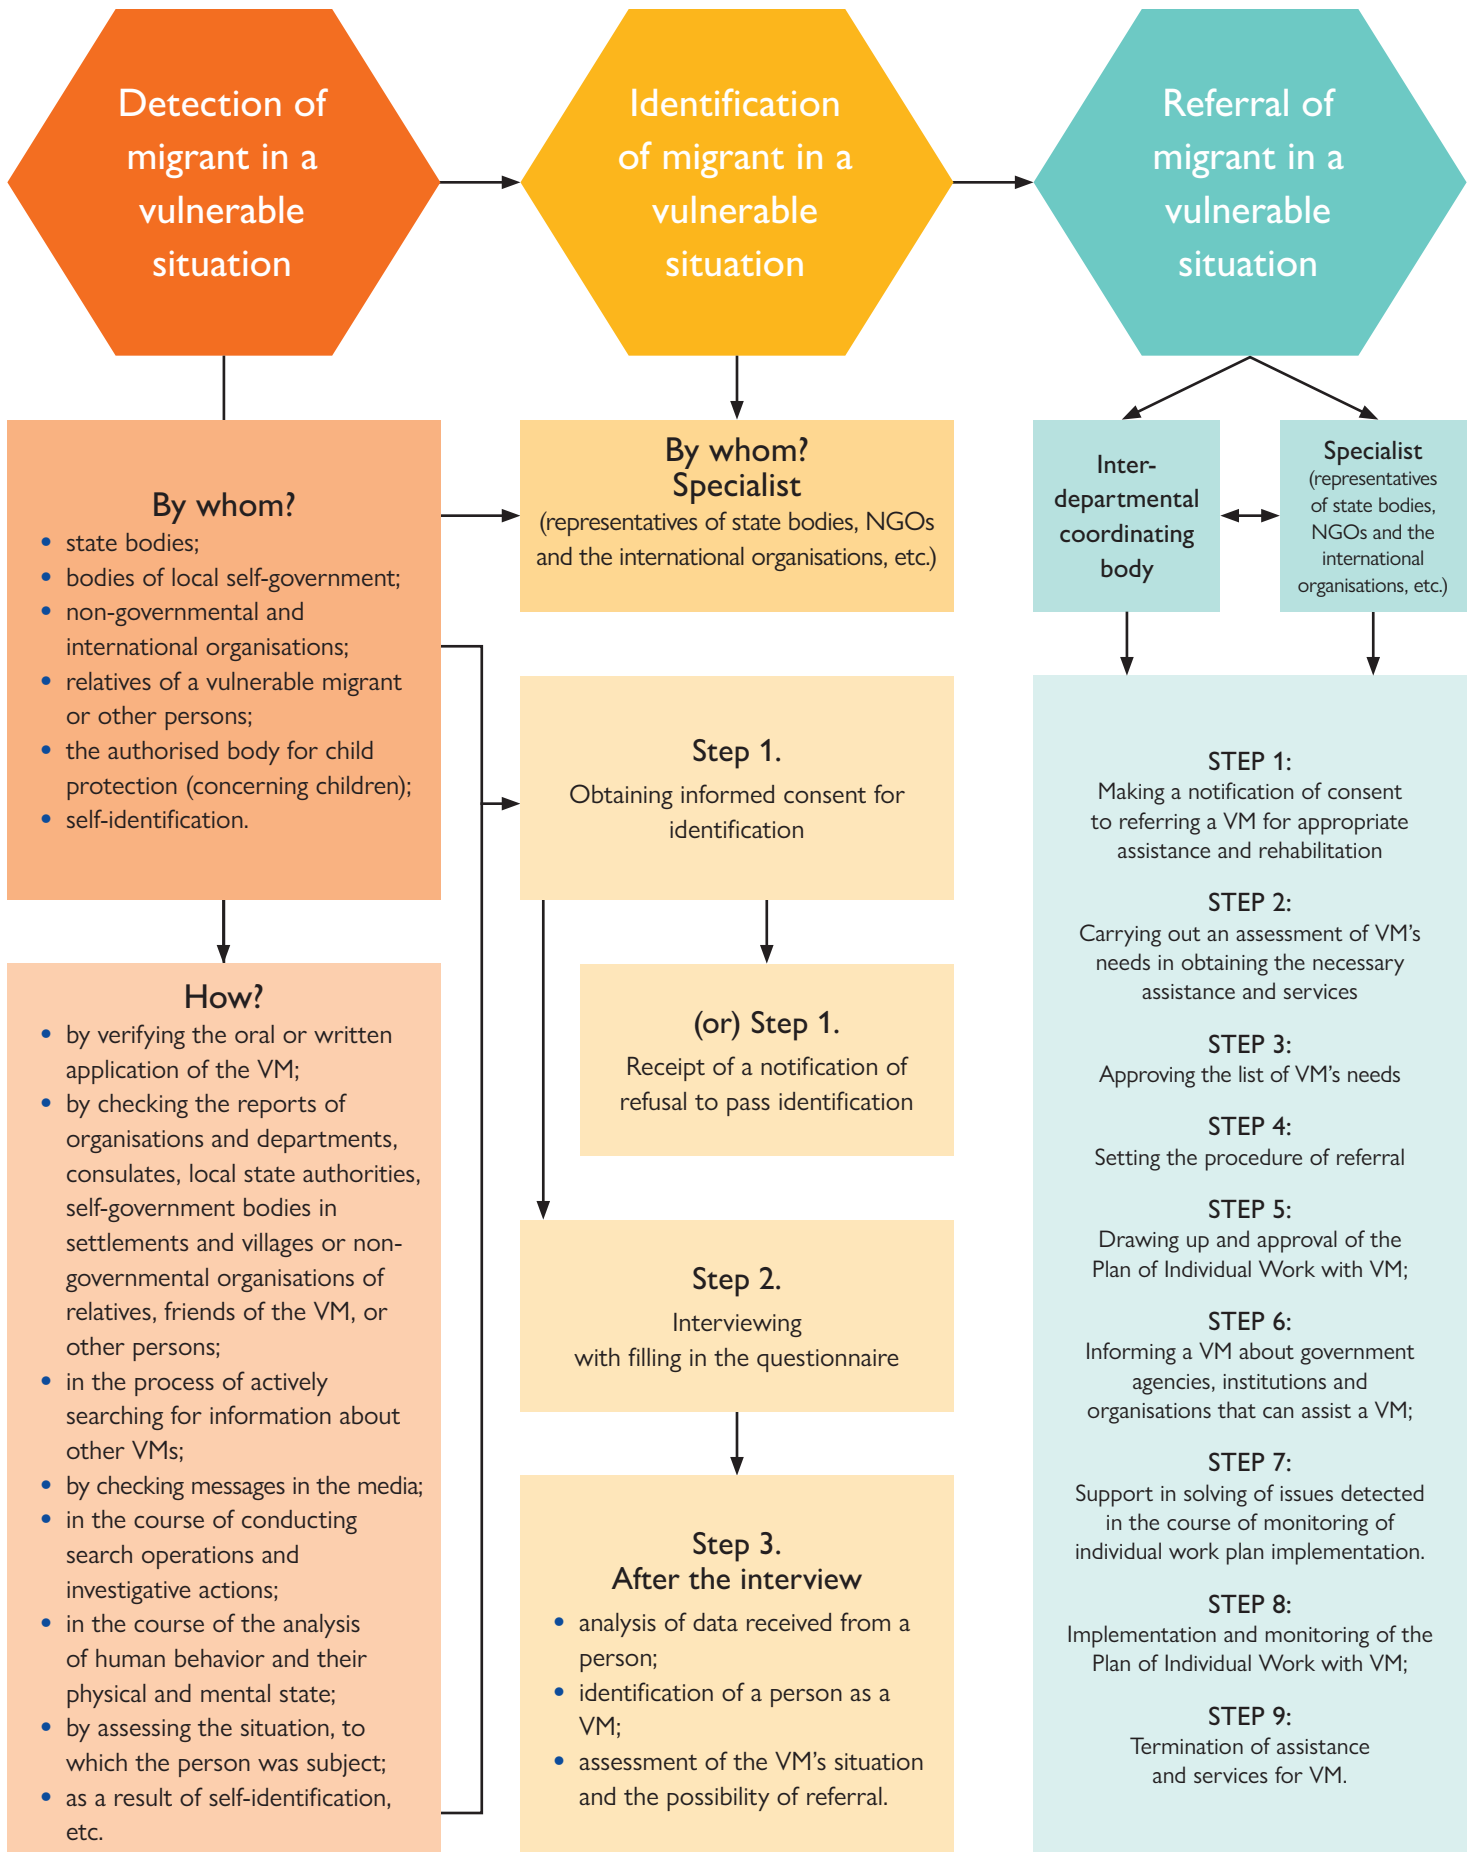 Detection of
migrant in a
vulnerable
situation
Identification
of migrant in a
vulnerable
situation
Referral of
migrant in a
vulnerable
situation
By whom?
• state bodies;
• bodies of local self-government;
• non-governmental and
international organisations;
• relatives of a vulnerable migrant
or other persons;
• the authorised body for child
protection (concerning children);
• self-identification.
How?
• by verifying the oral or written
application of the VM;
• by checking the reports of
organisations and departments,
consulates, local state authorities,
self-government bodies in
settlements and villages or non-
governmental organisations of
relatives, friends of the VM, or
other persons;
• in the process of actively
searching for information about
other VMs;
• by checking messages in the media;
• in the course of conducting
search operations and
investigative actions;
• in the course of the analysis
of human behavior and their
physical and mental state;
• by assessing the situation, to
which the person was subject;
• as a result of self-identification,
etc.
By whom?
Specialist
(representatives of state bodies, NGOs
and the international organisations, etc.)
Step 1.
Obtaining informed consent for
identification
(or) Step 1.
Receipt of a notification of
refusal to pass identification
Step 2.
Interviewing
with filling in the questionnaire
Step 3.
After the interview
• analysis of data received from a
person;
• identification of a person as a
VM;
• assessment of the VM's situation
and the possibility of referral.
Inter-
departmental
coordinating
body
Specialist
(representatives
of state bodies,
NGOs and the
international
organisations, etc.)
STEP 1:
Making a notification of consent
to referring a VM for appropriate
assistance and rehabilitation
STEP 2:
Carrying out an assessment of VM's
needs in obtaining the necessary
assistance and services
STEP 3:
Approving the list of VM's needs
STEP 4:
Setting the procedure of referral
STEP 5:
Drawing up and approval of the
Plan of Individual Work with VM;
STEP 6:
Informing a VM about government
agencies, institutions and
organisations that can assist a VM;
STEP 7:
Support in solving of issues detected
in the course of monitoring of
individual work plan implementation.
STEP 8:
Implementation and monitoring of the
Plan of Individual Work with VM;
STEP 9:
Termination of assistance
and services for VM.